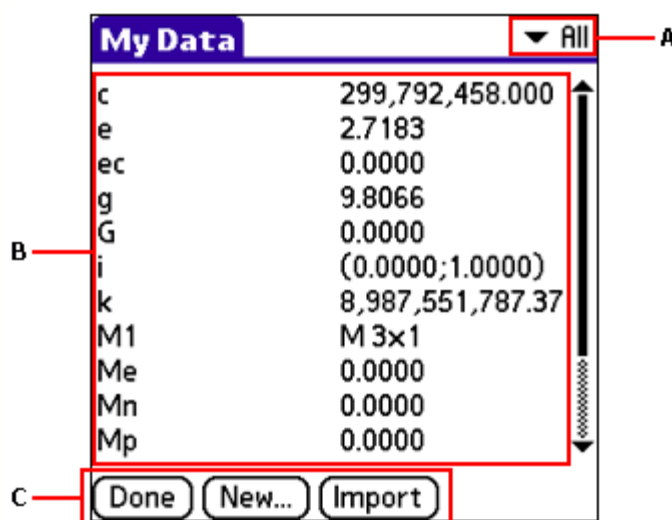 My Data
All
A
c 299,792,458.000
e 2.7183
ec 0.0000
g 9.8066
G 0.0000
B
i (0.0000;1.0000)
k 8,987,551,787.37
M1 M 3×1
Me 0.0000
Mn 0.0000
Mp 0.0000
C
Done New... Import